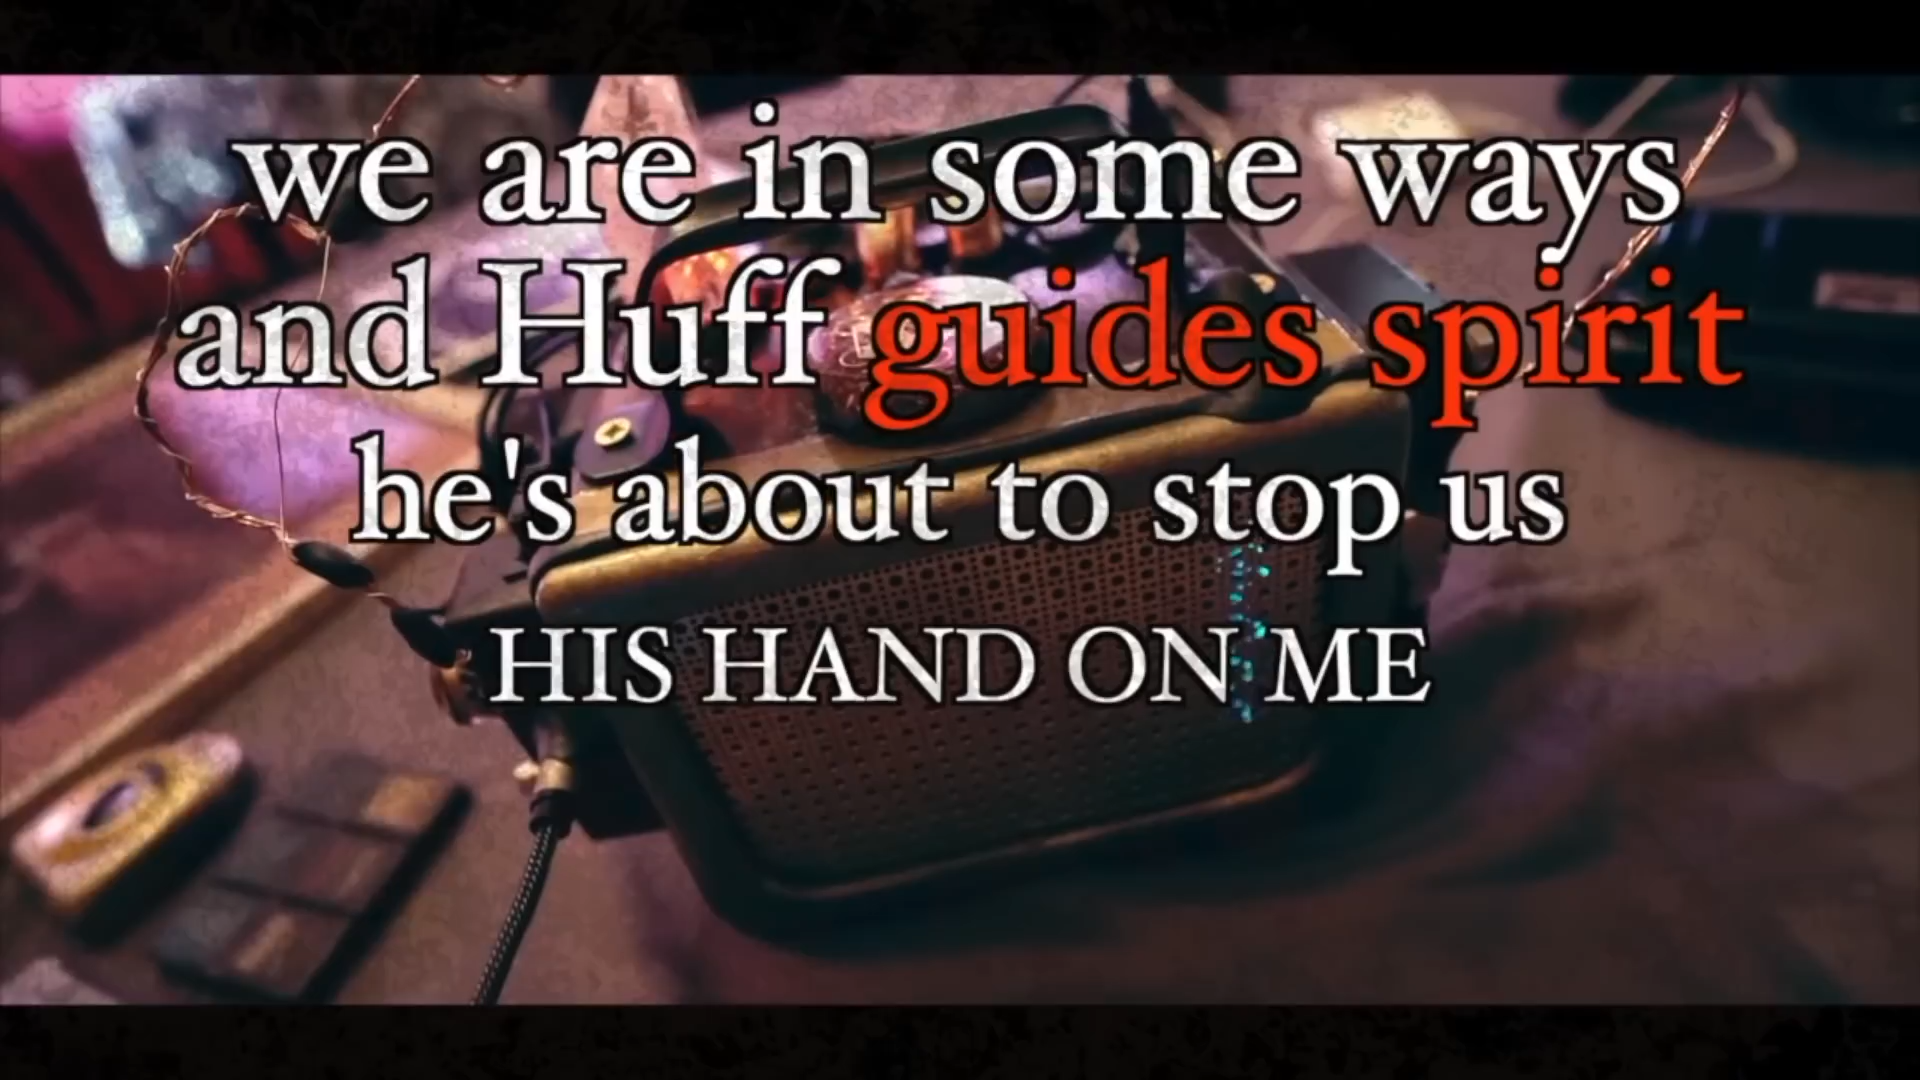 we are in some ways
and Huff guides spirit
he's about to stop us
HIS HAND ON ME